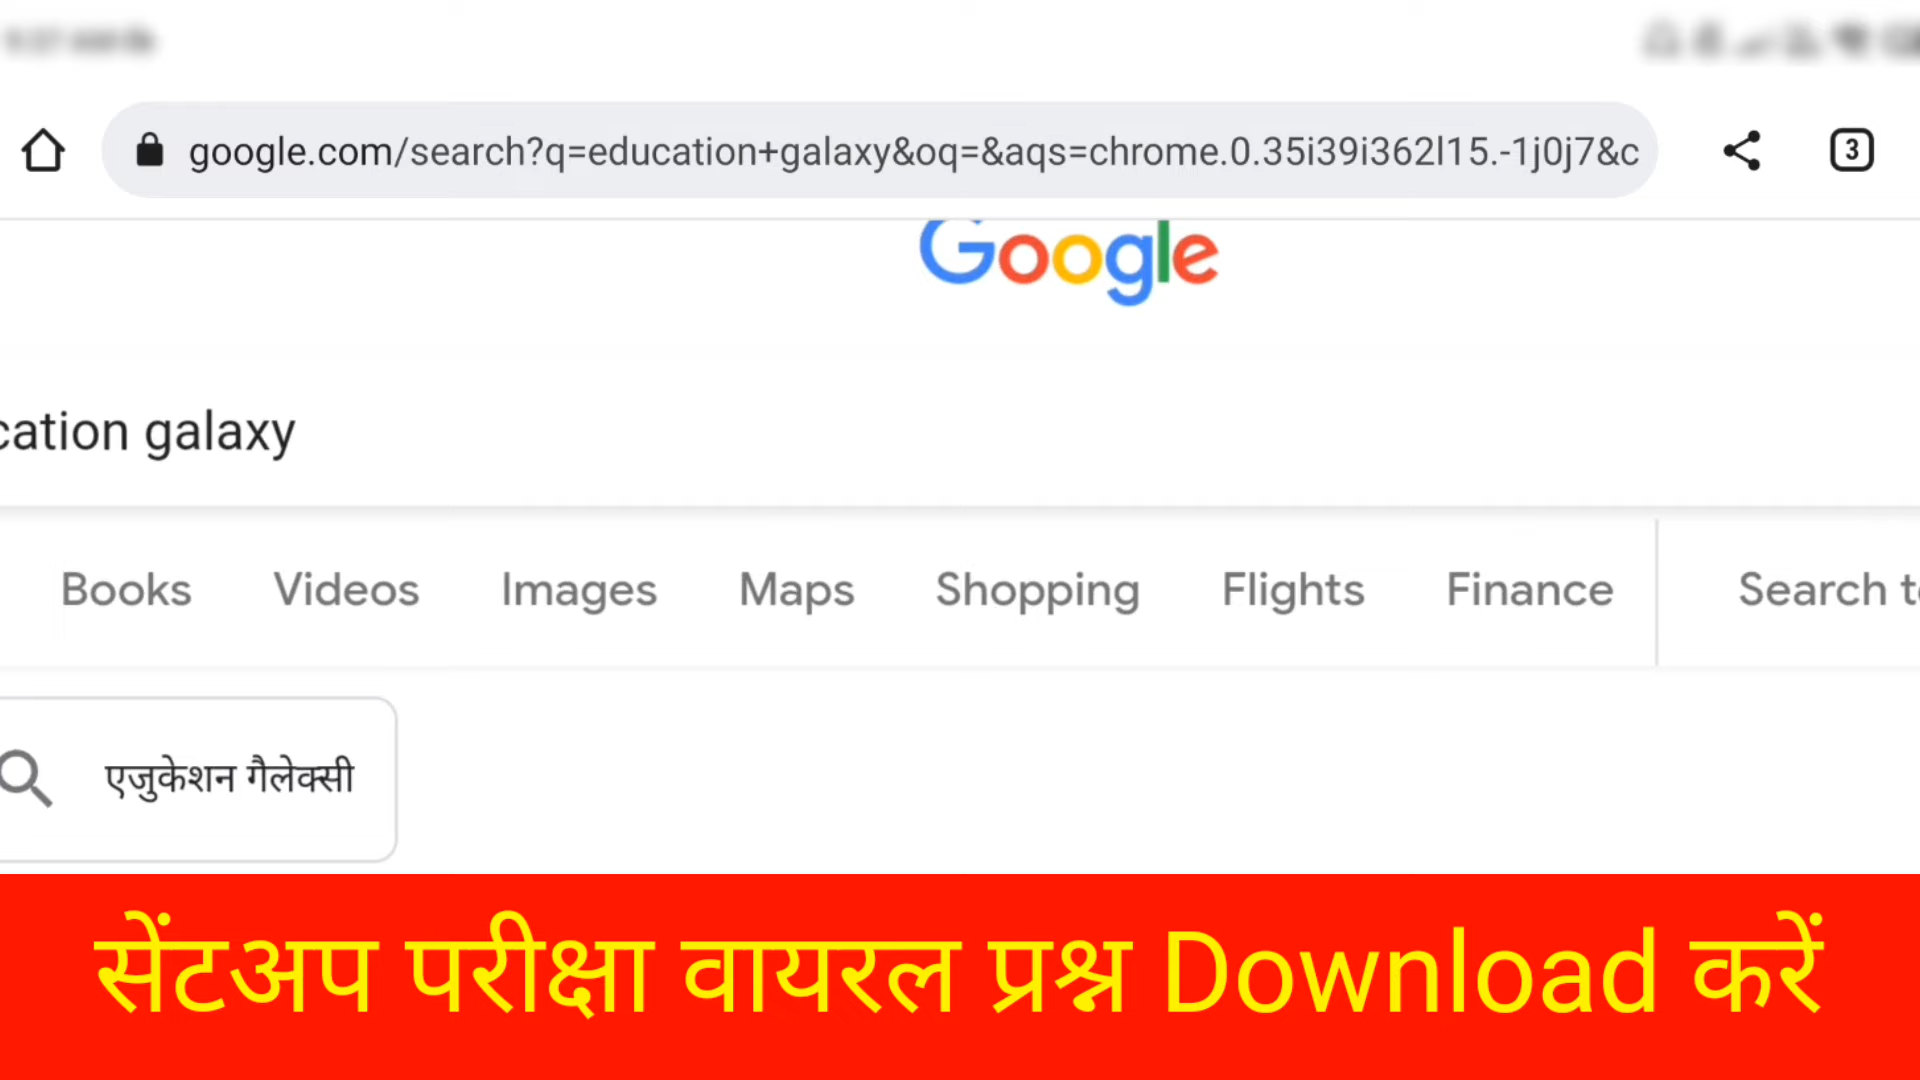 google.com/search?q=education+galaxy&oq=&aqs=chrome.0.35i39i362l15.-1j0j7&c
3
Google
cation galaxy
Books Videos Images Maps Shopping Flights Finance Search
एजुकेशन गैलेक्सी
सेंटअप परीक्षा वायरल प्रश्न Download करें